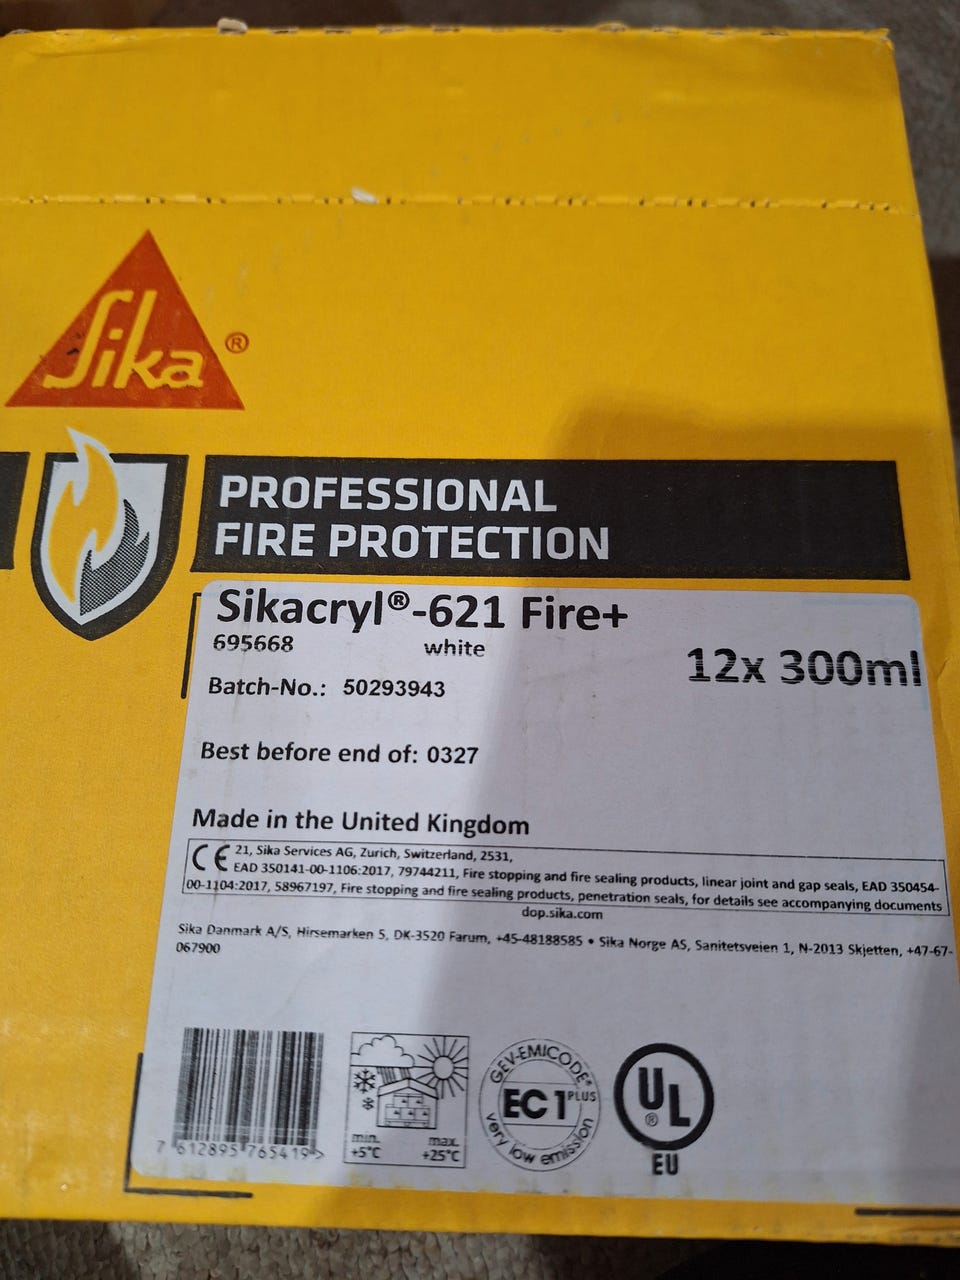 Sika®
PROFESSIONAL
FIRE PROTECTION
Sikacryl®-621 Fire+
695668 white
12x 300ml
Batch-No.: 50293943
Best before end of: 0327
Made in the United Kingdom
CE 21, Sika Services AG, Zurich, Switzerland, 2531,
EAD 350141-00-1106:2017, 79744211, Fire stopping and fire sealing products, linear joint and gap seals, EAD 350454-
00-1104:2017, 58967197, Fire stopping and fire sealing products, penetration seals, for details see accompanying documents
dop.sika.com
Sika Danmark A/S, Hirsemarken 5, DK-3520 Farum, +45-48188585 • Sika Norge AS, Sanitetsveien 1, N-2013 Skjetten, +47-67-
067900
7 612895 765419 >
min. +5°C
max. +25°C
GEV-EMICODE®
EC1PLUS
very low emission
UL®
EU